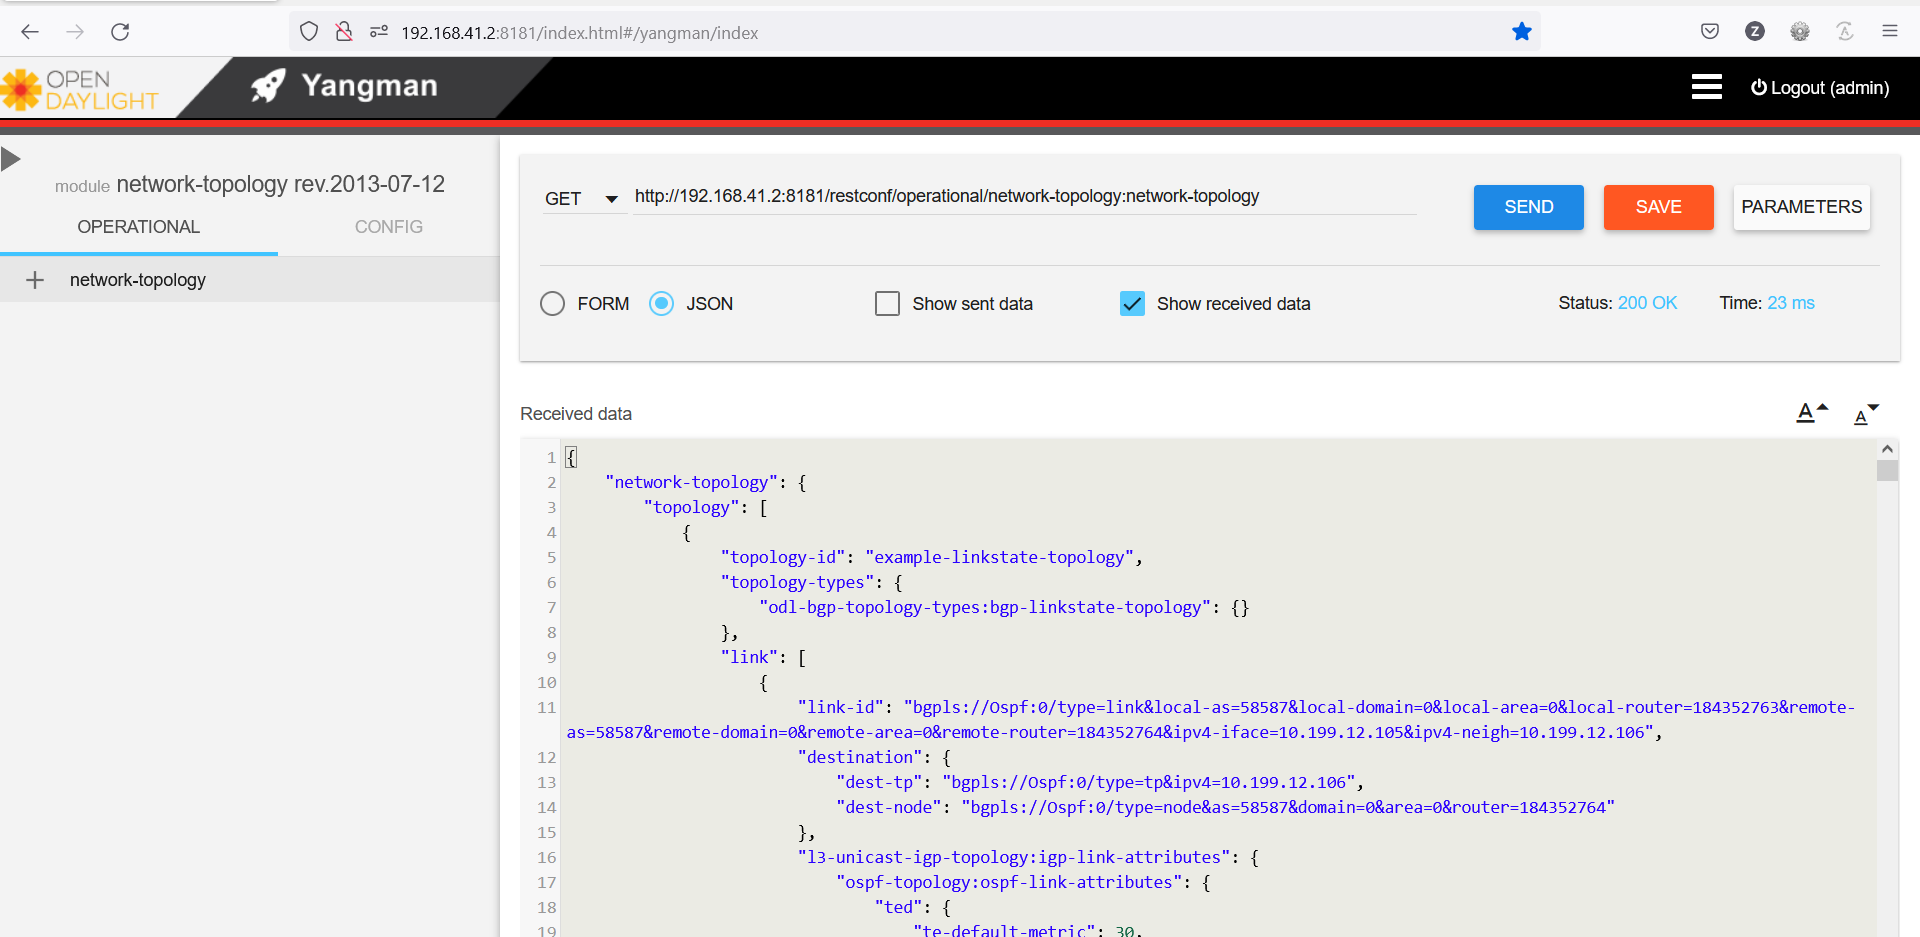 192.168.41.2:8181/index.html#/yangman/index
Z
OPEN
DAYLIGHT
Yangman
Logout (admin)
module network-topology rev.2013-07-12
OPERATIONAL
CONFIG
network-topology
GET
http://192.168.41.2:8181/restconf/operational/network-topology:network-topology
SEND
SAVE
PARAMETERS
FORM
JSON
Show sent data
Show received data
Status: 200 OK
Time: 23 ms
Received data
A
A
1 {
2 "network-topology": {
3 "topology": [
4 {
5 "topology-id": "example-linkstate-topology",
6 "topology-types": {
7 "odl-bgp-topology-types:bgp-linkstate-topology": {}
8 },
9 "link": [
10 {
11 "link-id": "bgpls://Ospf:0/type=link&local-as=58587&local-domain=0&local-area=0&local-router=184352763&remote-
as=58587&remote-domain=0&remote-area=0&remote-router=184352764&ipv4-iface=10.199.12.105&ipv4-neigh=10.199.12.106",
12 "destination": {
13 "dest-tp": "bgpls://Ospf:0/type=tp&ipv4=10.199.12.106",
14 "dest-node": "bgpls://Ospf:0/type=node&as=58587&domain=0&area=0&router=184352764"
15 },
16 "l3-unicast-igp-topology:igp-link-attributes": {
17 "ospf-topology:ospf-link-attributes": {
18 "ted": {
19 "te-default-metric": 30,